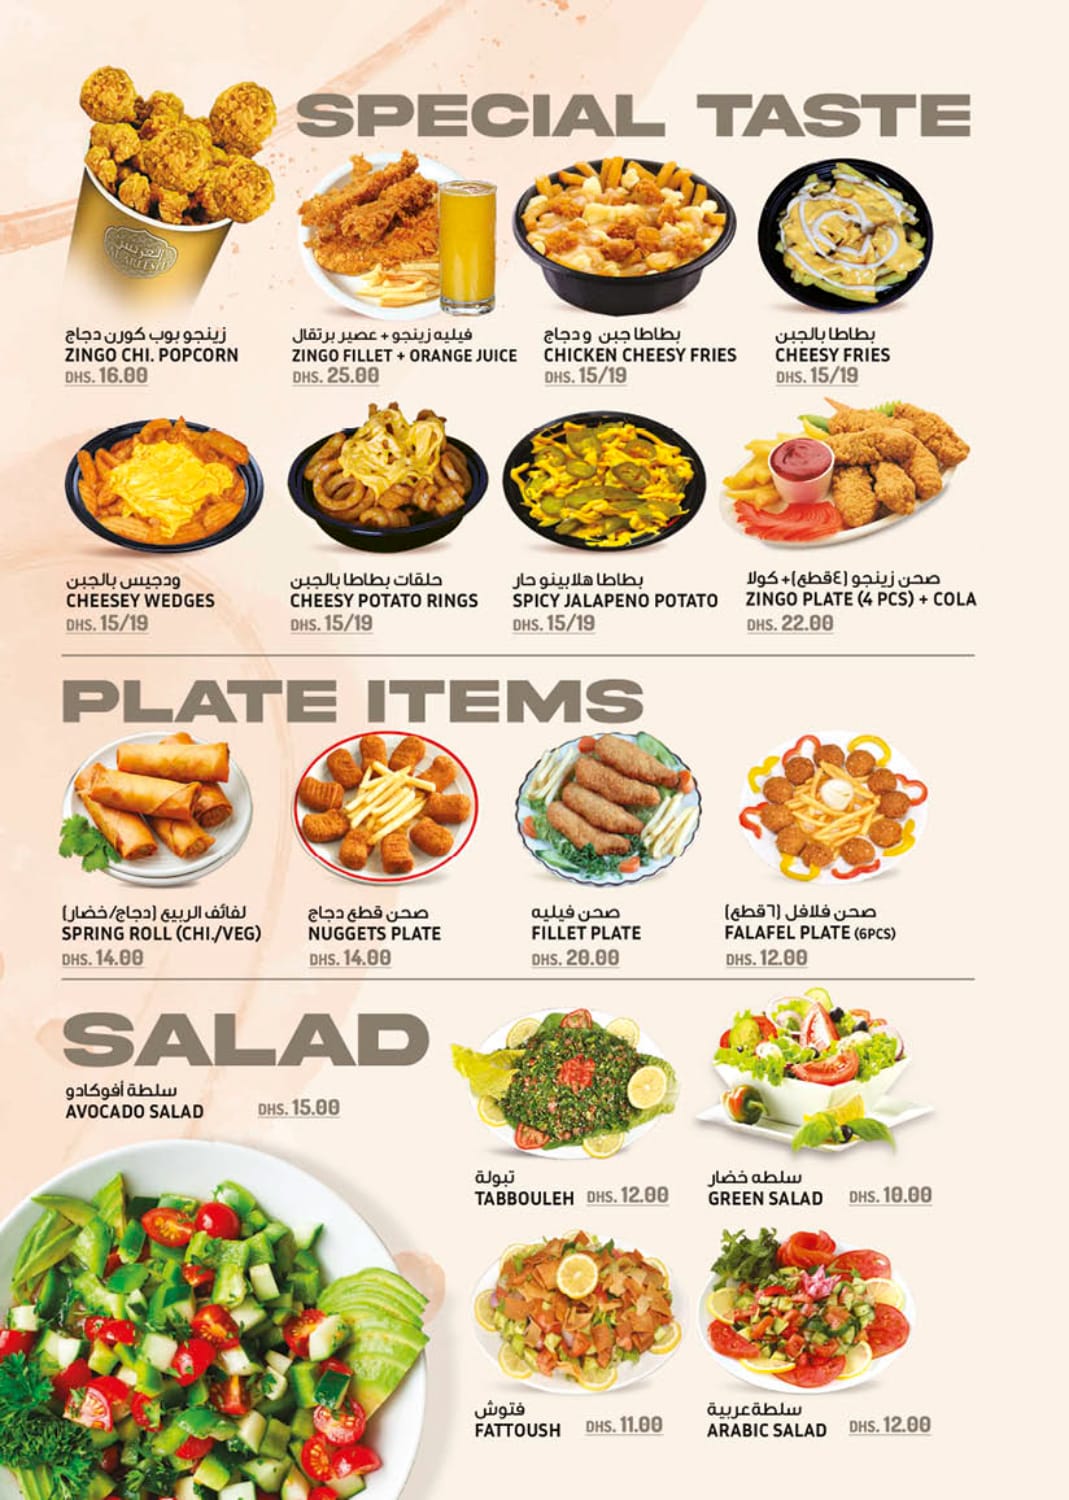 SPECIAL TASTE
العريس
AL AREESH
زينجو بوب كورن دجاج
ZINGO CHI. POPCORN
DHS. 16.00
فيليه زينجو + عصير برتقال
ZINGO FILLET + ORANGE JUICE
DHS. 25.00
بطاطا جبن ودجاج
CHICKEN CHEESY FRIES
DHS. 15/19
بطاطا بالجبن
CHEESY FRIES
DHS. 15/19
ودجيس بالجبن
CHEESEY WEDGES
DHS. 15/19
حلقات بطاطا بالجبن
CHEESY POTATO RINGS
DHS. 15/19
بطاطا هلابينو حار
SPICY JALAPENO POTATO
DHS. 15/19
صحن زينجو (٤قطع)+ كولا
ZINGO PLATE (4 PCS) + COLA
DHS. 22.00
PLATE ITEMS
لفائف الربيع (دجاج/خضار)
SPRING ROLL (CHI./VEG)
DHS. 14.00
صحن قطع دجاج
NUGGETS PLATE
DHS. 14.00
صحن فيليه
FILLET PLATE
DHS. 20.00
صحن فلافل (٦قطع)
FALAFEL PLATE (6PCS)
DHS. 12.00
SALAD
سلطة أفوكادو
AVOCADO SALAD DHS. 15.00
تبولة
TABBOULEH DHS. 12.00
سلطه خضار
GREEN SALAD DHS. 10.00
فتوش
FATTOUSH DHS. 11.00
سلطة عربية
ARABIC SALAD DHS. 12.00